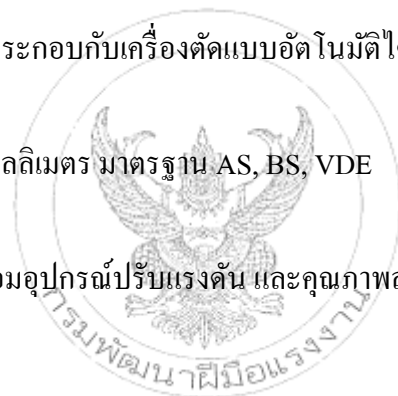 ระกอบกับเครื่องตัดแบบอัตโนมัติได้
ลลิเมตร มาตรฐาน AS, BS, VDE
อมอุปกรณ์ปรับแรงดัน และคุณภาพส
กรมพัฒนาฝีมือแรงงาน